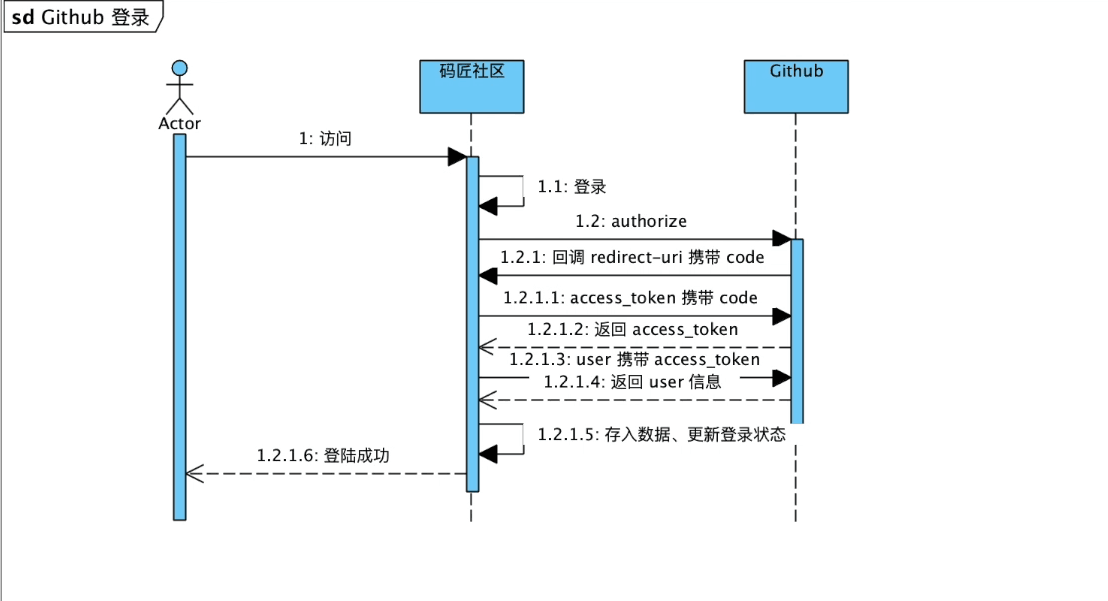 sd Github 登录
码匠社区
Github
Actor
1: 访问
1.1: 登录
1.2: authorize
1.2.1: 回调 redirect-uri 携带 code
1.2.1.1: access_token 携带 code
1.2.1.2: 返回 access_token
1.2.1.3: user 携带 access_token
1.2.1.4: 返回 user 信息
1.2.1.5: 存入数据、更新登录状态
1.2.1.6: 登陆成功